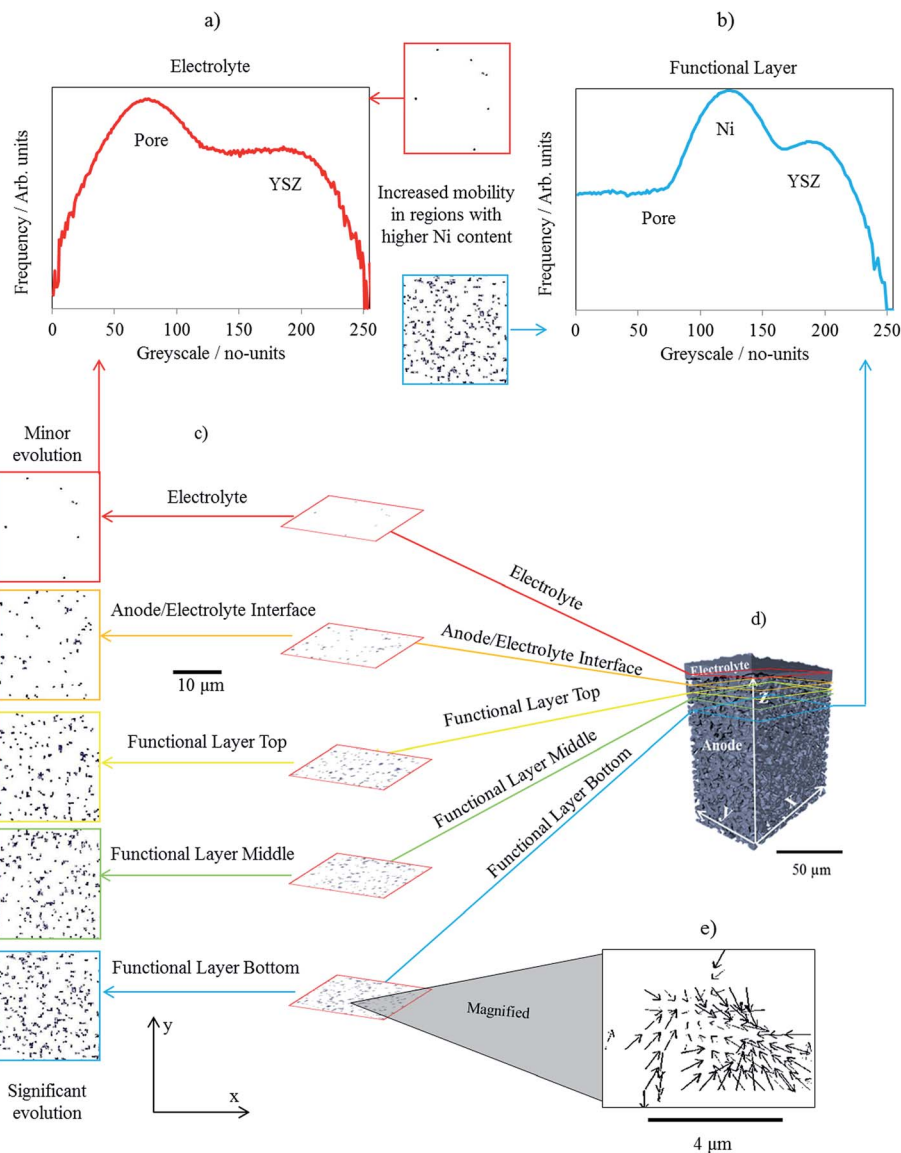 a)
b)
Electrolyte
Functional Layer
Frequency / Arb. units
Pore
YSZ
0 50 100 150 200 250
Greyscale / no-units
Increased mobility
in regions with
higher Ni content
Frequency / Arb. units
Ni
YSZ
Pore
0 50 100 150 200 250
Greyscale / no-units
Minor
evolution
c)
Electrolyte
Electrolyte
Anode/Electrolyte Interface
Anode/Electrolyte Interface
10 µm
Functional Layer Top
Functional Layer Top
Functional Layer Middle
Functional Layer Middle
Functional Layer Bottom
Functional Layer Bottom
d)
Electrolyte
Z
Anode
y
x
50 µm
e)
Magnified
4 µm
y
x
Significant
evolution